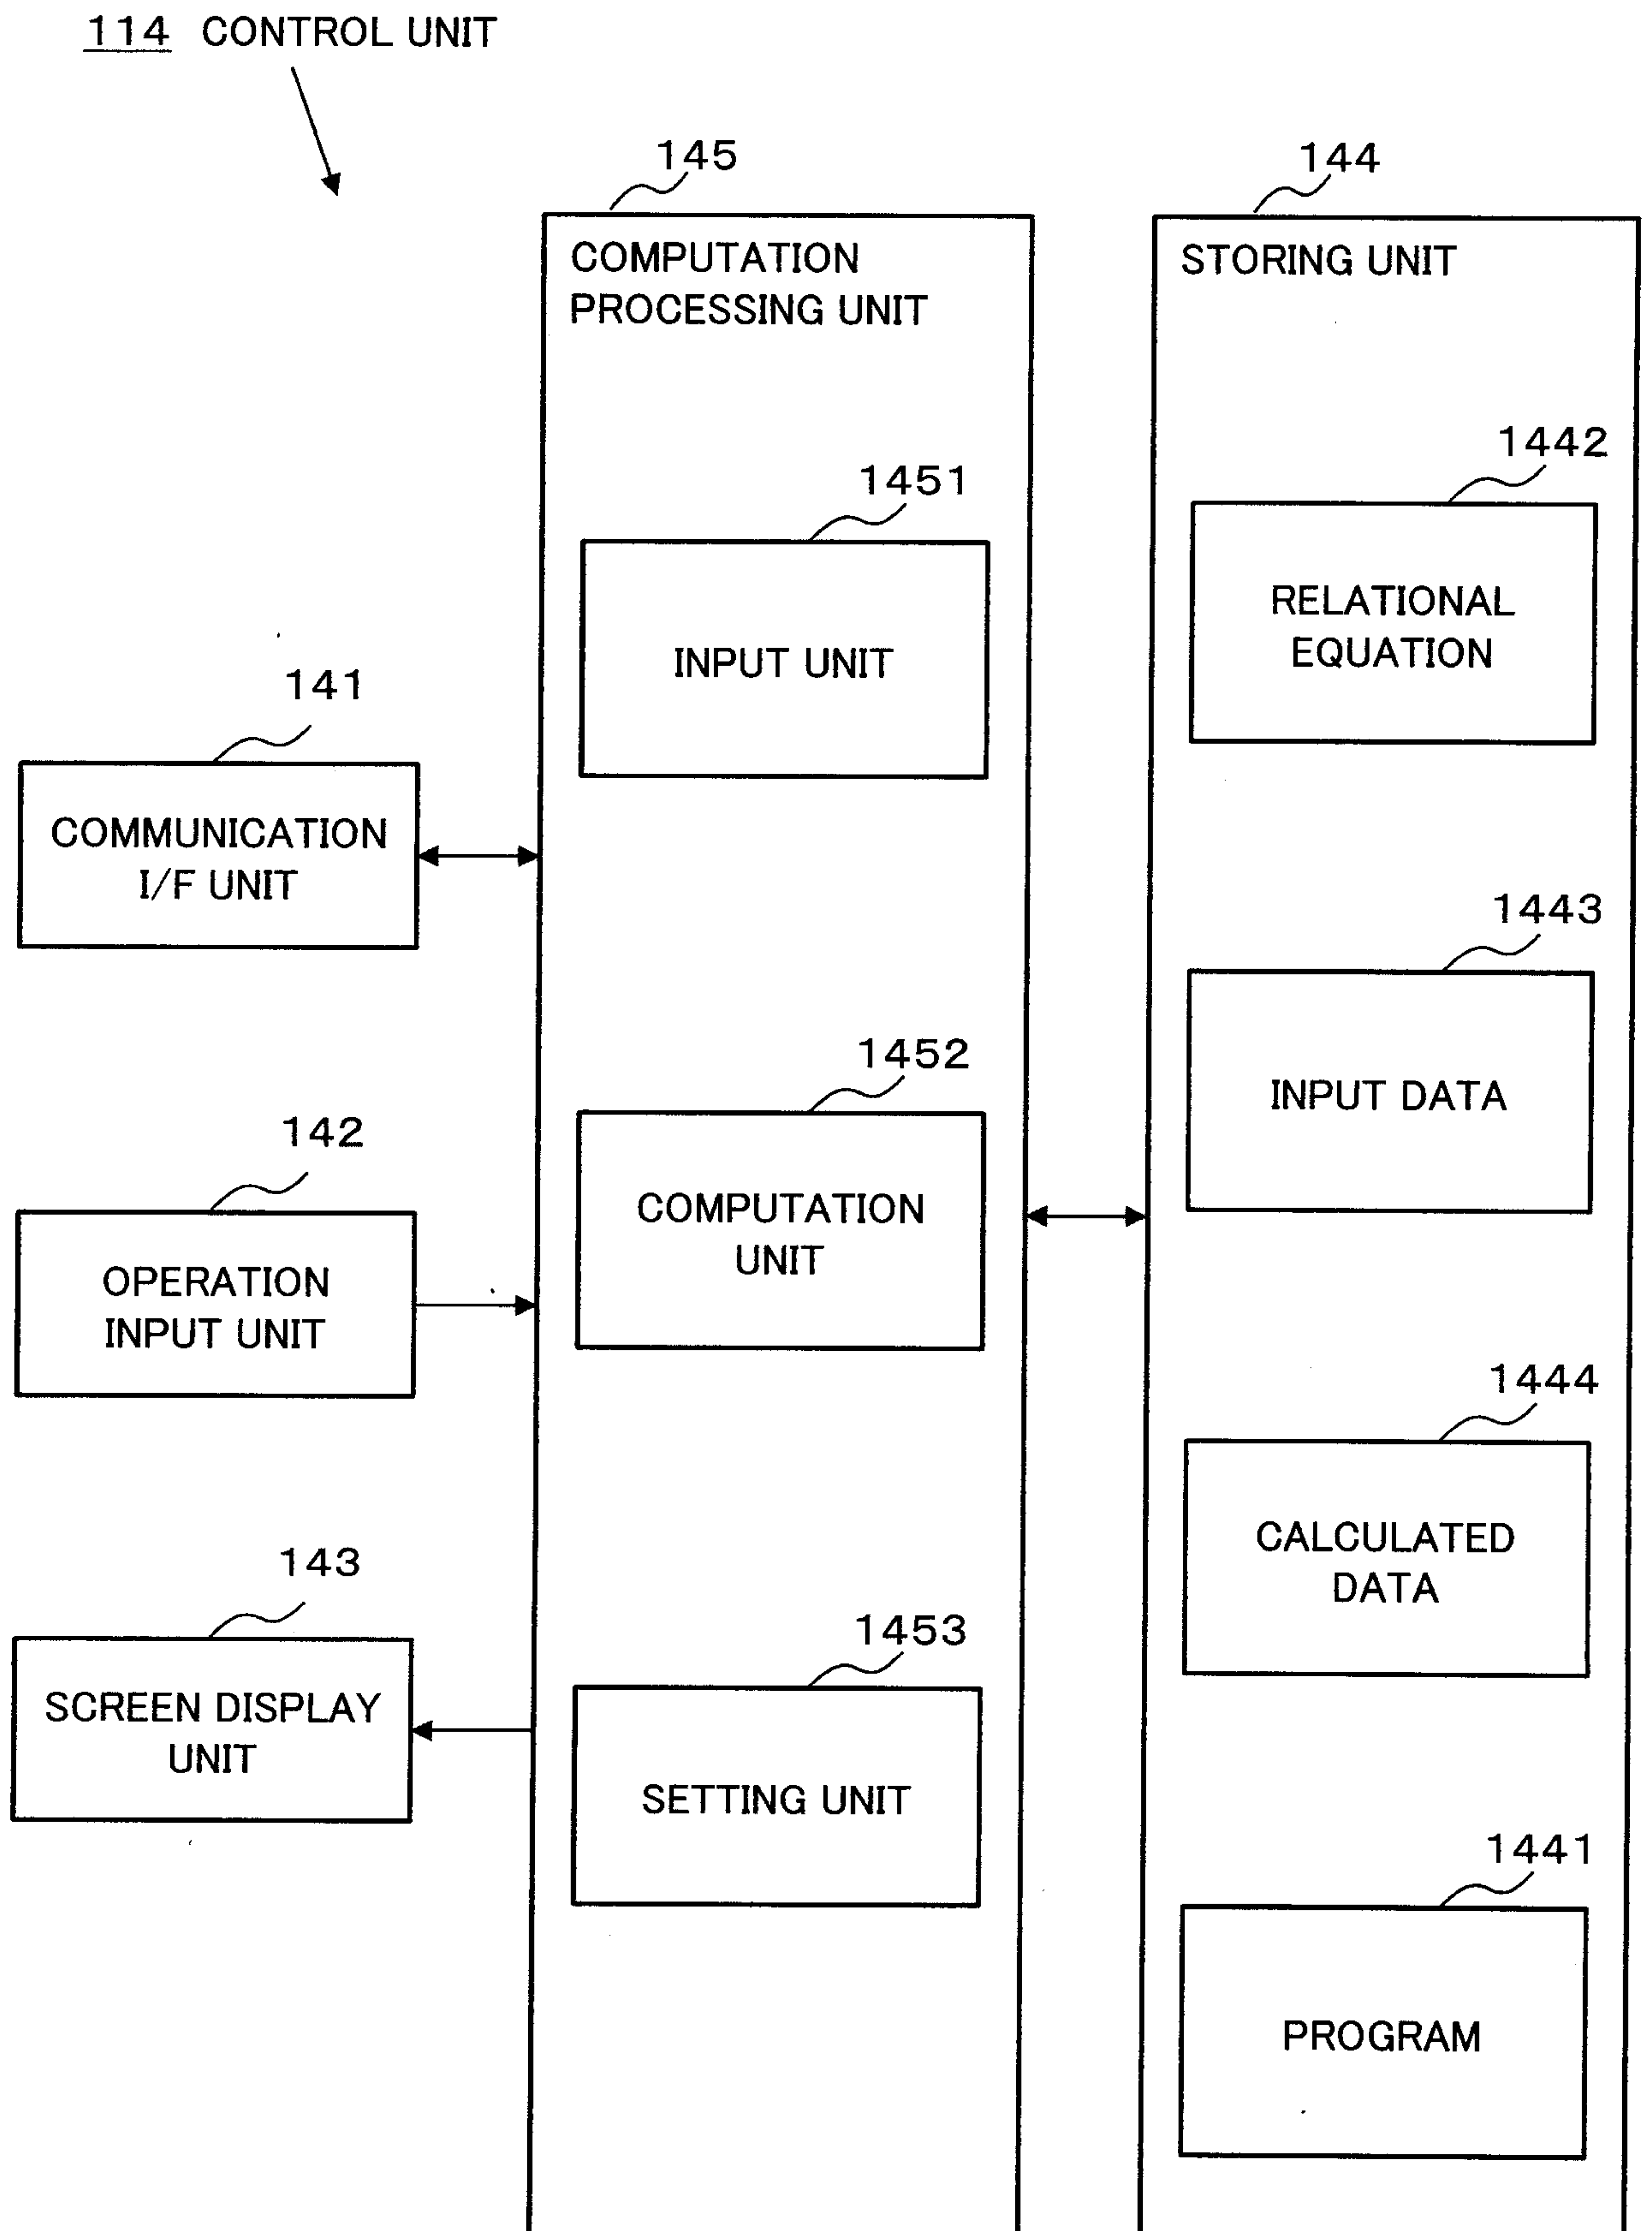 114 CONTROL UNIT
145
COMPUTATION
PROCESSING UNIT
1451
INPUT UNIT
1452
COMPUTATION
UNIT
1453
SETTING UNIT
141
COMMUNICATION
I/F UNIT
142
OPERATION
INPUT UNIT
143
SCREEN DISPLAY
UNIT
144
STORING UNIT
1442
RELATIONAL
EQUATION
1443
INPUT DATA
1444
CALCULATED
DATA
1441
PROGRAM